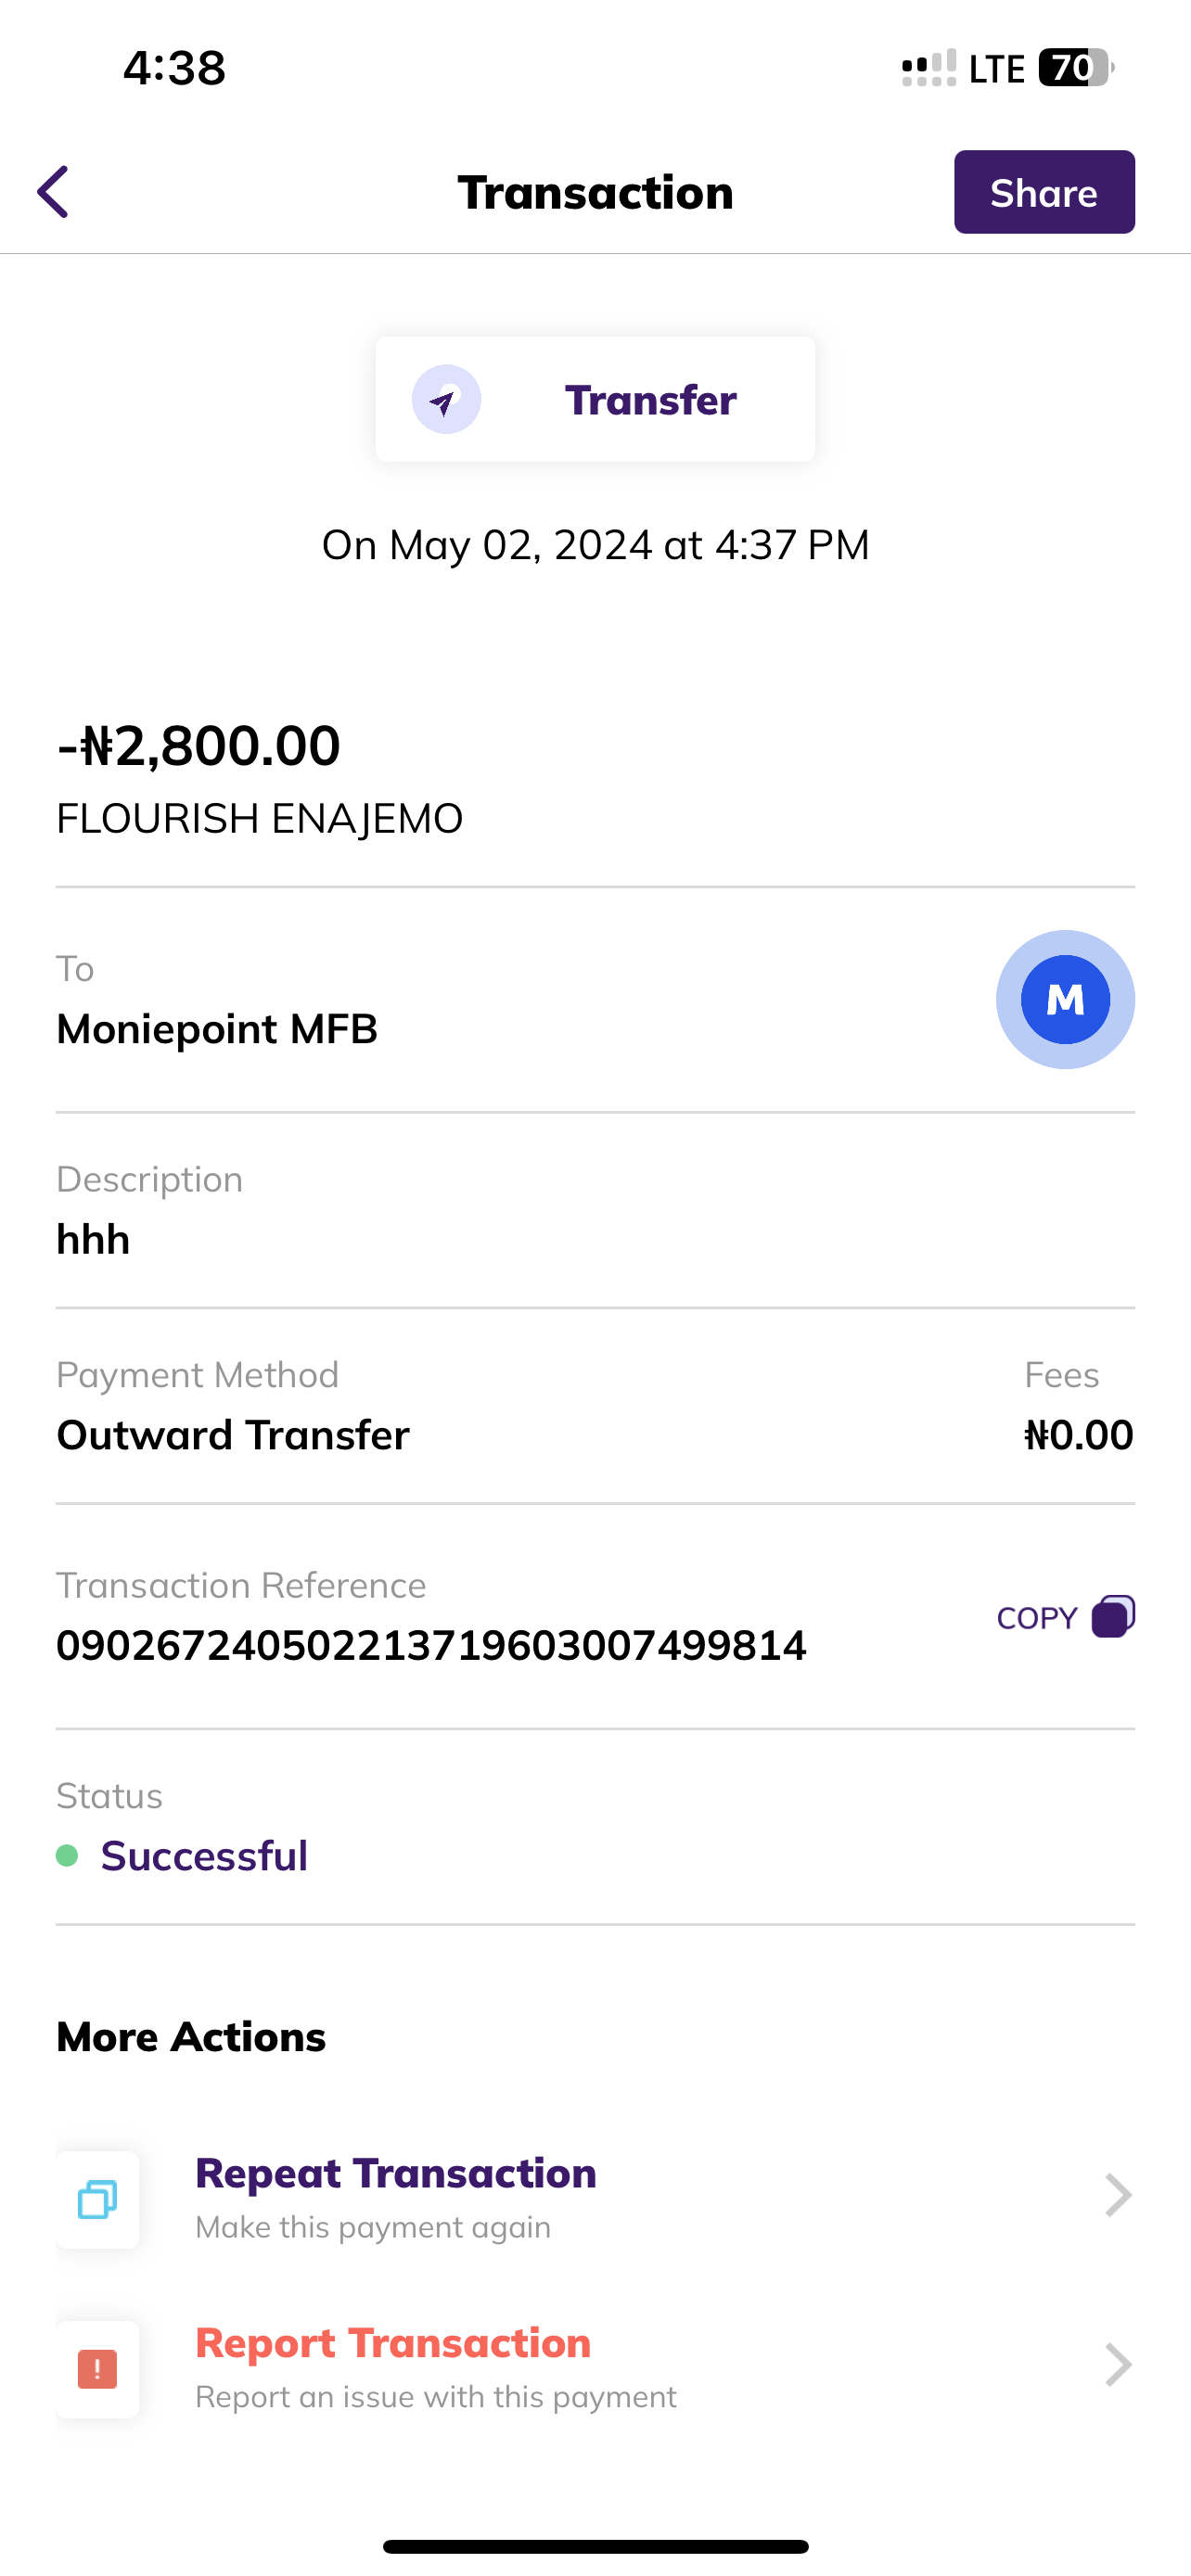 4:38
LTE 70
Transaction
Share
Transfer
On May 02, 2024 at 4:37 PM
-₦2,800.00
FLOURISH ENAJEMO
To
Moniepoint MFB
M
Description
hhh
Payment Method
Fees
Outward Transfer
₦0.00
Transaction Reference
090267240502213719603007499814
COPY
Status
Successful
More Actions
Repeat Transaction
Make this payment again
!
Report Transaction
Report an issue with this payment